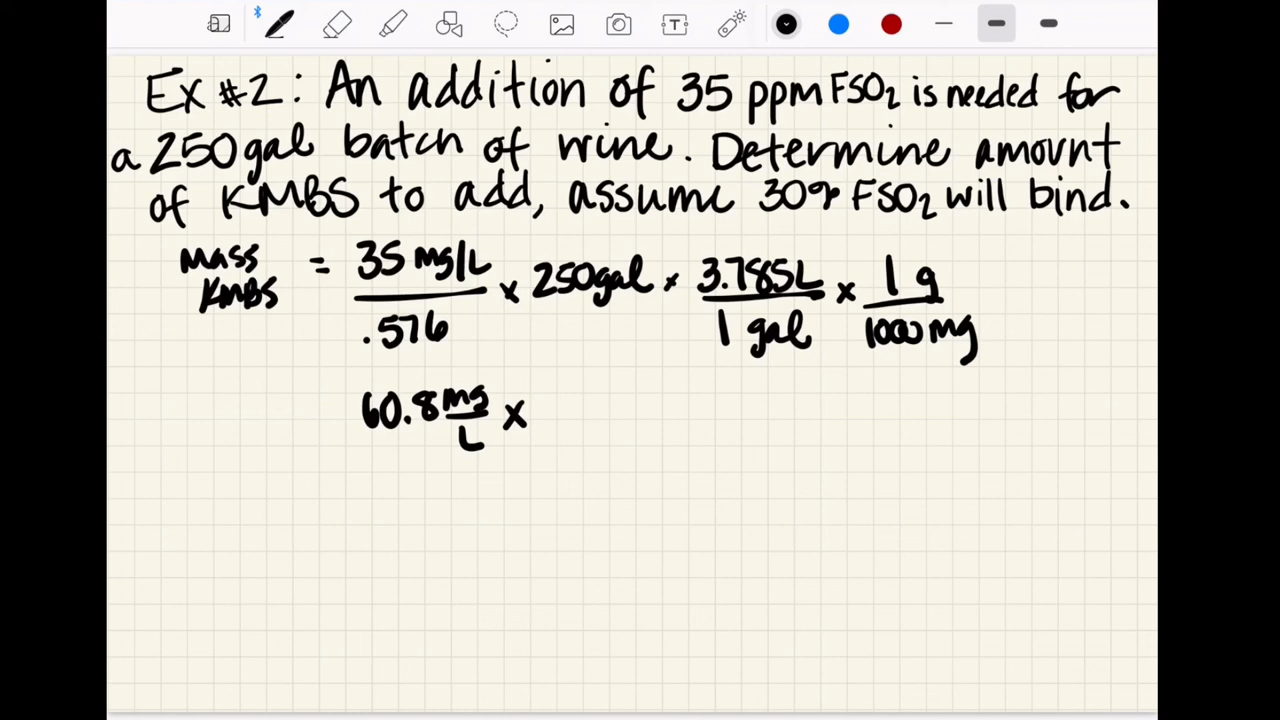 Ex #2: An addition of 35 ppm FSO₂ is needed for
a 250 gal batch of wine. Determine amount
of KMBS to add, assume 30% FSO₂ will bind.
Mass KMBS = 35 mg/L / .576 x 250 gal x 3.785L / 1 gal x 1 g / 1000 mg
60.8 mg/L x
T